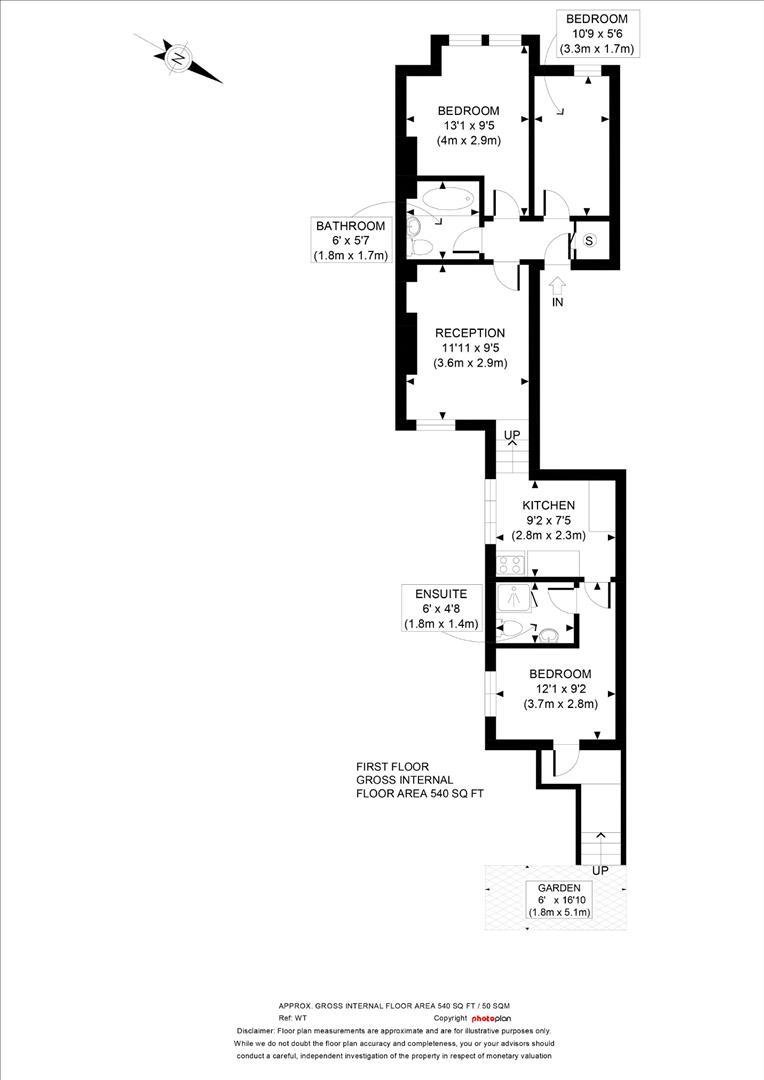 N
BEDROOM
10'9 x 5'6
(3.3m x 1.7m)
BEDROOM
13'1 x 9'5
(4m x 2.9m)
BATHROOM
6' x 5'7
(1.8m x 1.7m)
S
IN
RECEPTION
11'11 x 9'5
(3.6m x 2.9m)
UP
KITCHEN
9'2 x 7'5
(2.8m x 2.3m)
ENSUITE
6' x 4'8
(1.8m x 1.4m)
BEDROOM
12'1 x 9'2
(3.7m x 2.8m)
FIRST FLOOR
GROSS INTERNAL
FLOOR AREA 540 SQ FT
UP
GARDEN
6' x 16'10
(1.8m x 5.1m)
APPROX. GROSS INTERNAL FLOOR AREA 540 SQ FT / 50 SQM
Ref: WT Copyright photoplan
Disclaimer: Floor plan measurements are approximate and are for illustrative purposes only.
While we do not doubt the floor plan accuracy and completeness, you or your advisors should
conduct a careful, independent investigation of the property in respect of monetary valuation